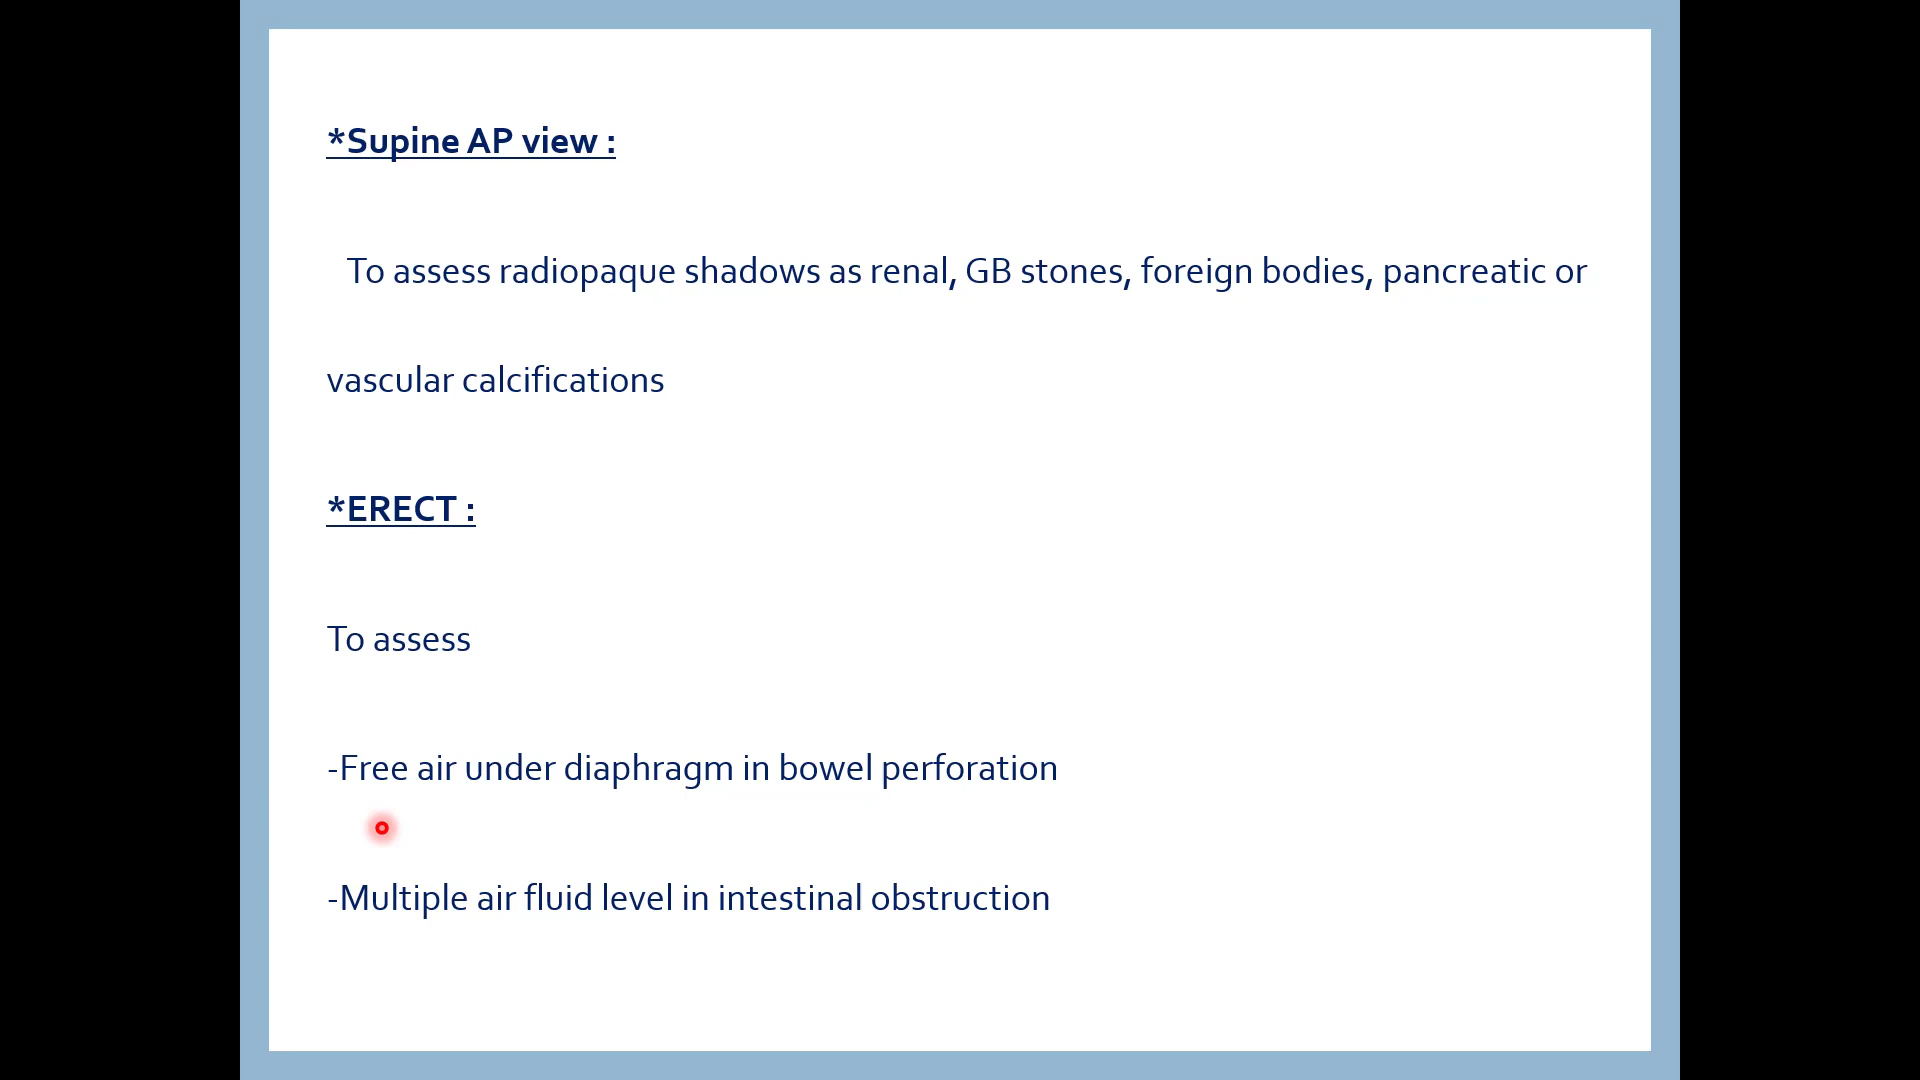 *Supine AP view :
To assess radiopaque shadows as renal, GB stones, foreign bodies, pancreatic or
vascular calcifications
*ERECT :
To assess
-Free air under diaphragm in bowel perforation
-Multiple air fluid level in intestinal obstruction